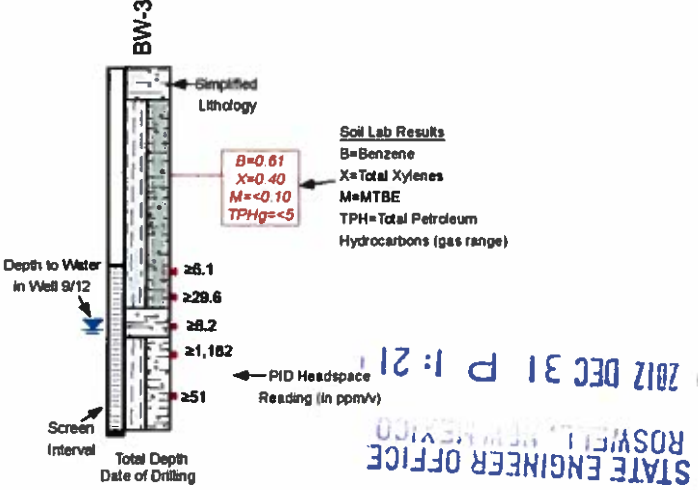 BW-3
Simplified
Lithology
Soil Lab Results
B=Benzene
X=Total Xylenes
M=MTBE
TPH=Total Petroleum
Hydrocarbons (gas range)
B=0.61
X=0.40
M=<0.10
TPHg=<5
Depth to Water
in Well 9/12
≥6.1
≥29.6
≥8.2
≥1,162
≥51
PID Headspace
Reading (in ppm/v)
Screen
Interval
Total Depth
Date of Drilling
STATE ENGINEER OFFICE
ROSWELL, NEW MEXICO
2012 DEC 31 P 1:21